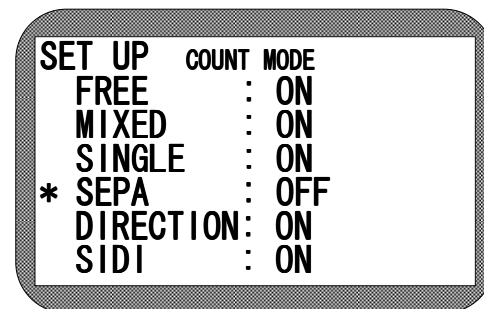 SET UP COUNT MODE
FREE : ON
MIXED : ON
SINGLE : ON
* SEPA : OFF
DIRECTION: ON
SIDI : ON